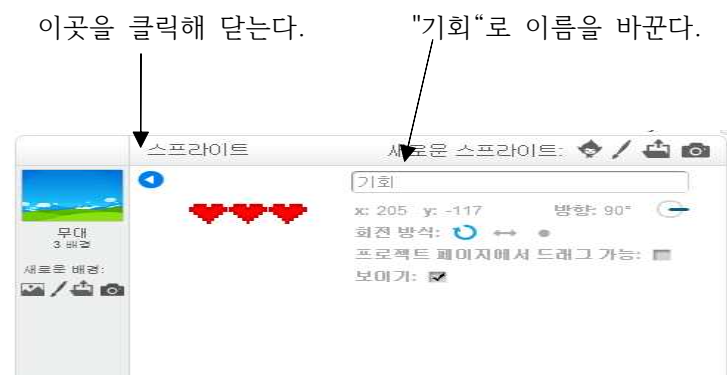 이곳을 클릭해 닫는다. "기회“로 이름을 바꾼다.
스프라이트 새로운 스프라이트:
기회
x: 205 y: -117 방향: 90°
무대
3 배경
회전 방식:
새로운 배경:
프로젝트 페이지에서 드래그 가능:
보이기: